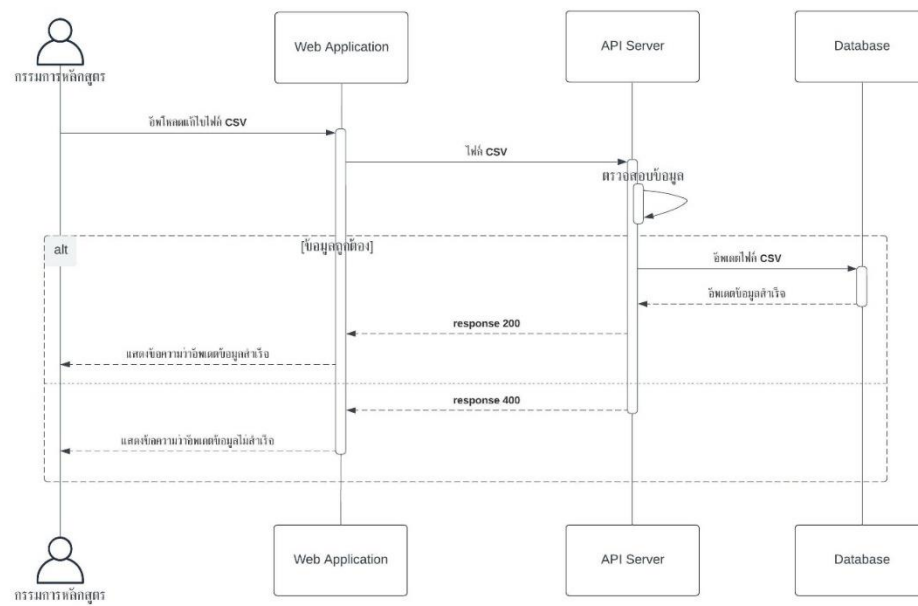 Web Application
API Server
Database
กรรมการหลักสูตร
อัพโหลดแก้ไขไฟล์ CSV
ไฟล์ CSV
ตรวจสอบข้อมูล
alt
[ข้อมูลถูกต้อง]
อัพเดตไฟล์ CSV
อัพเดตข้อมูลสำเร็จ
response 200
แสดงข้อความว่าอัพเดตข้อมูลสำเร็จ
response 400
แสดงข้อความว่าอัพเดตข้อมูลไม่สำเร็จ
Web Application
API Server
Database
กรรมการหลักสูตร